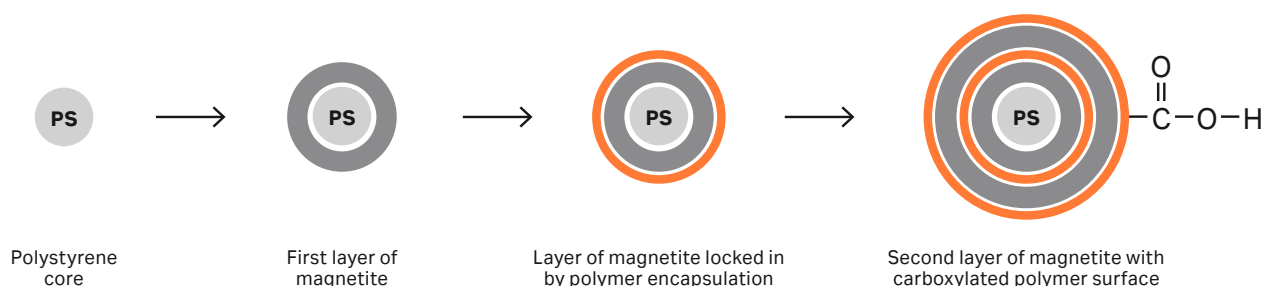 PS
PS
PS
PS
O
C–O–H
Polystyrene
core
First layer of
magnetite
Layer of magnetite locked in
by polymer encapsulation
Second layer of magnetite with
carboxylated polymer surface